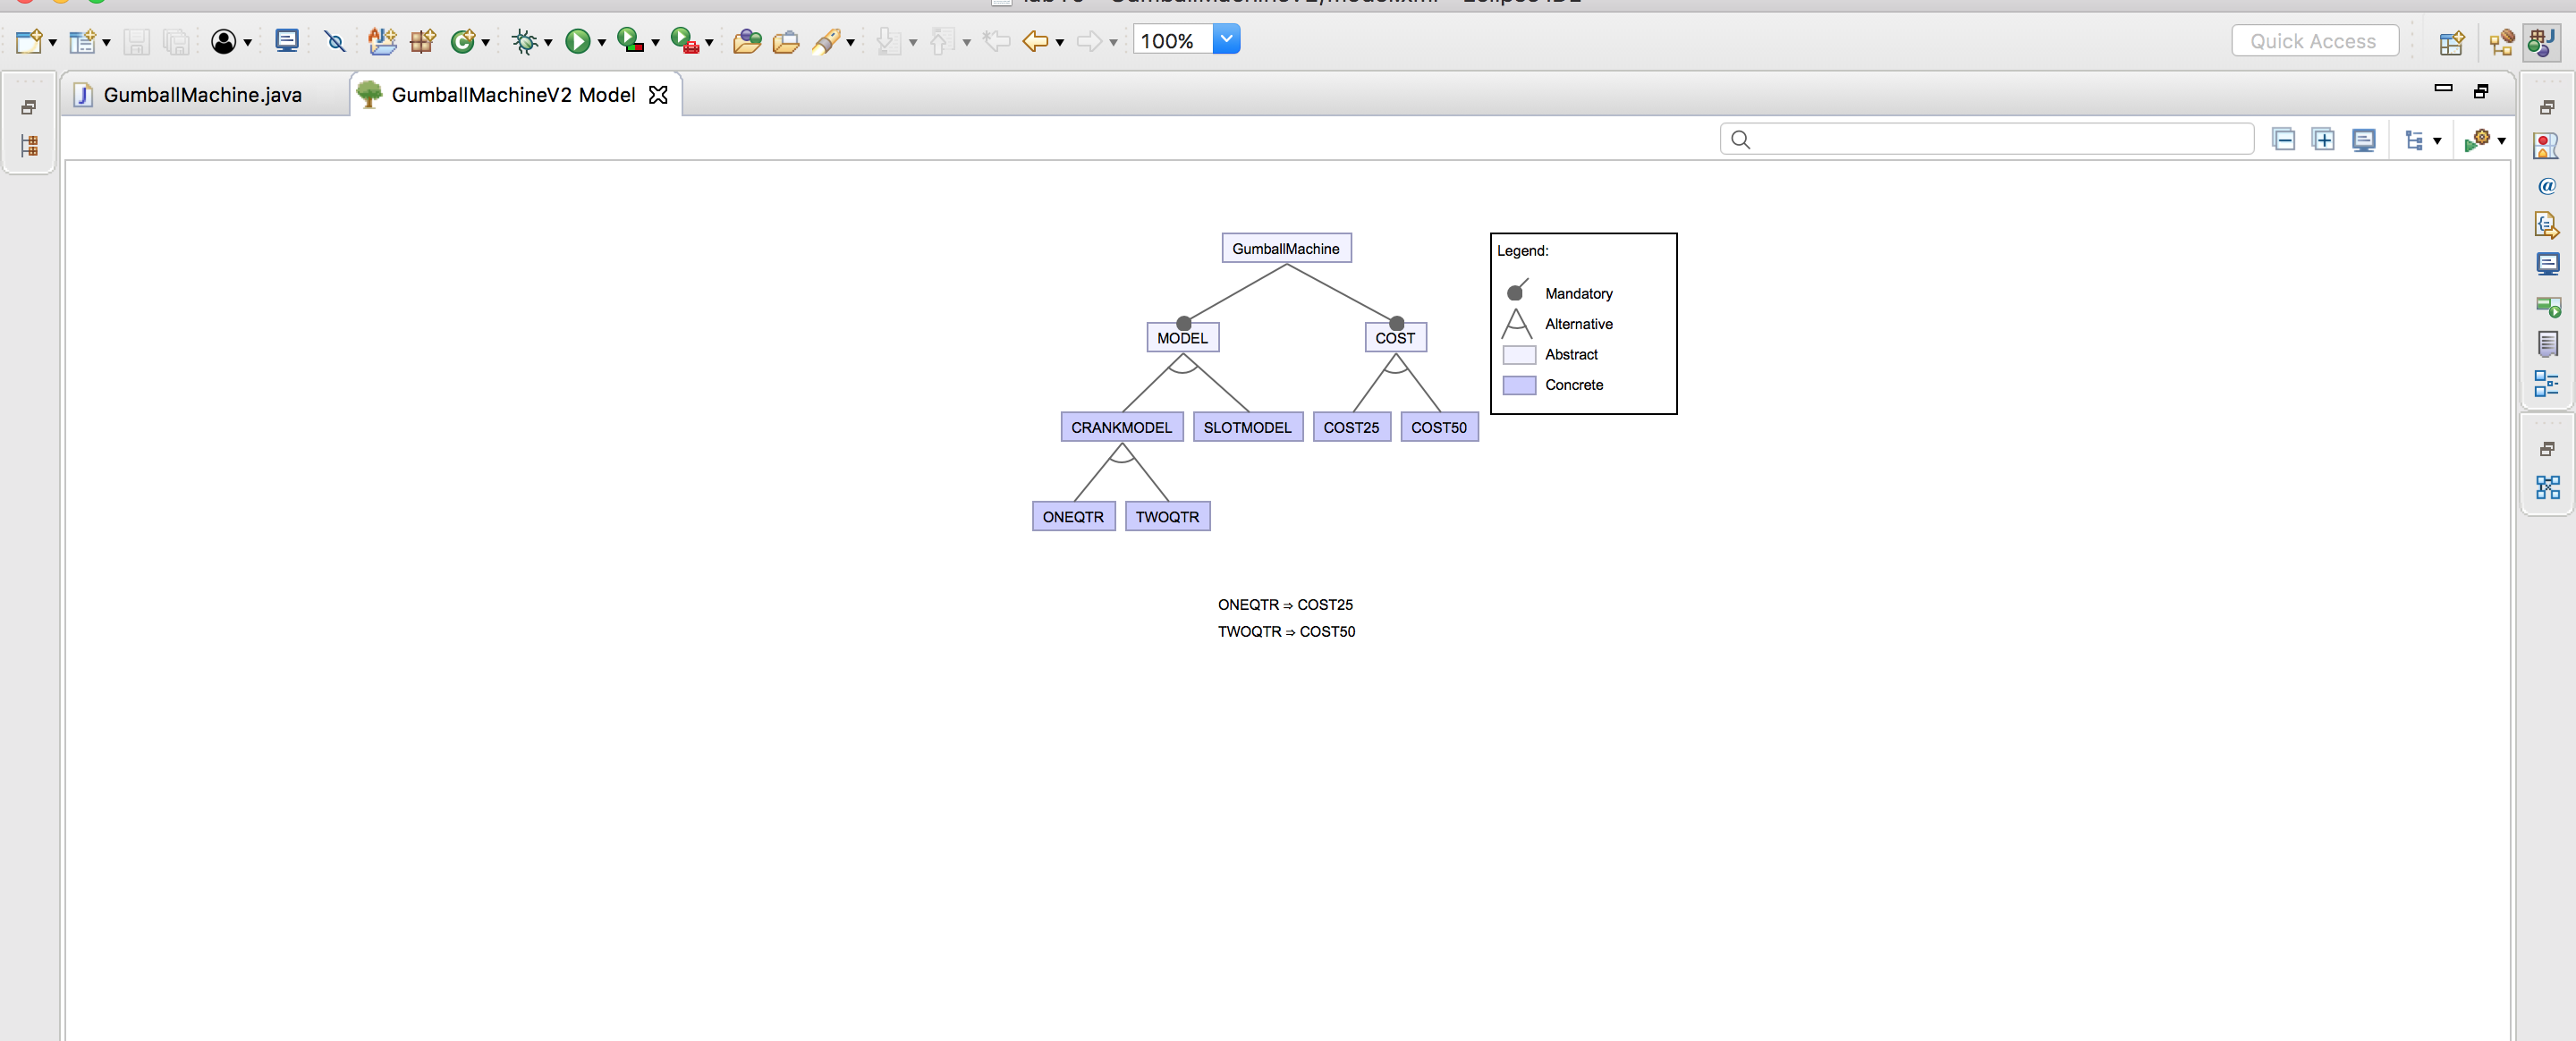 100%
Quick Access
GumballMachine.java
GumballMachineV2 Model
GumballMachine
Legend:
Mandatory
Alternative
Abstract
Concrete
MODEL
COST
CRANKMODEL
SLOTMODEL
COST25
COST50
ONEQTR
TWOQTR
ONEQTR ⇒ COST25
TWOQTR ⇒ COST50